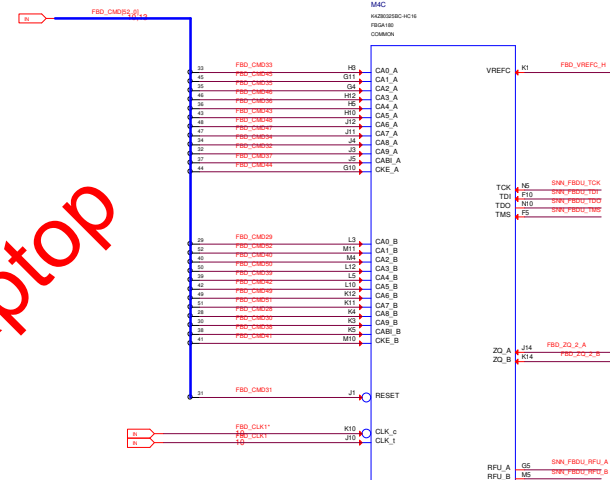 M4C
K4Z80325BC-HC16
FBGA180
COMMON
IN FBD_CMD[52..0]
33 FBD_CMD33 H3 CA0_A
45 FBD_CMD45 G11 CA1_A
35 FBD_CMD35 G4 CA2_A
46 FBD_CMD46 H12 CA3_A
36 FBD_CMD36 H5 CA4_A
43 FBD_CMD43 H10 CA5_A
48 FBD_CMD48 J12 CA6_A
47 FBD_CMD47 J11 CA7_A
34 FBD_CMD34 J4 CA8_A
32 FBD_CMD32 J3 CA9_A
37 FBD_CMD37 J5 CABI_A
44 FBD_CMD44 G10 CKE_A
VREFC K1 FBD_VREFC_H
TCK N5 SNN_FBDU_TCK
TDI F10 SNN_FBDU_TDI
TDO N10 SNN_FBDU_TDO
TMS F5 SNN_FBDU_TMS
ptop
29 FBD_CMD29 L3 CA0_B
52 FBD_CMD52 M11 CA1_B
40 FBD_CMD40 M4 CA2_B
50 FBD_CMD50 L12 CA3_B
39 FBD_CMD39 L5 CA4_B
42 FBD_CMD42 L10 CA5_B
49 FBD_CMD49 K12 CA6_B
51 FBD_CMD51 K11 CA7_B
28 FBD_CMD28 K4 CA8_B
30 FBD_CMD30 K3 CA9_B
38 FBD_CMD38 K5 CABI_B
41 FBD_CMD41 M10 CKE_B
ZQ_A J14 FBD_ZQ_2_A
ZQ_B K14 FBD_ZQ_2_B
31 FBD_CMD31 J1 RESET
IN FBD_CLK1* K10 CLK_c
10
IN FBD_CLK1 J10 CLK_t
10
RFU_A G5 SNN_FBDU_RFU_A
RFU_B M5 SNN_FBDU_RFU_B